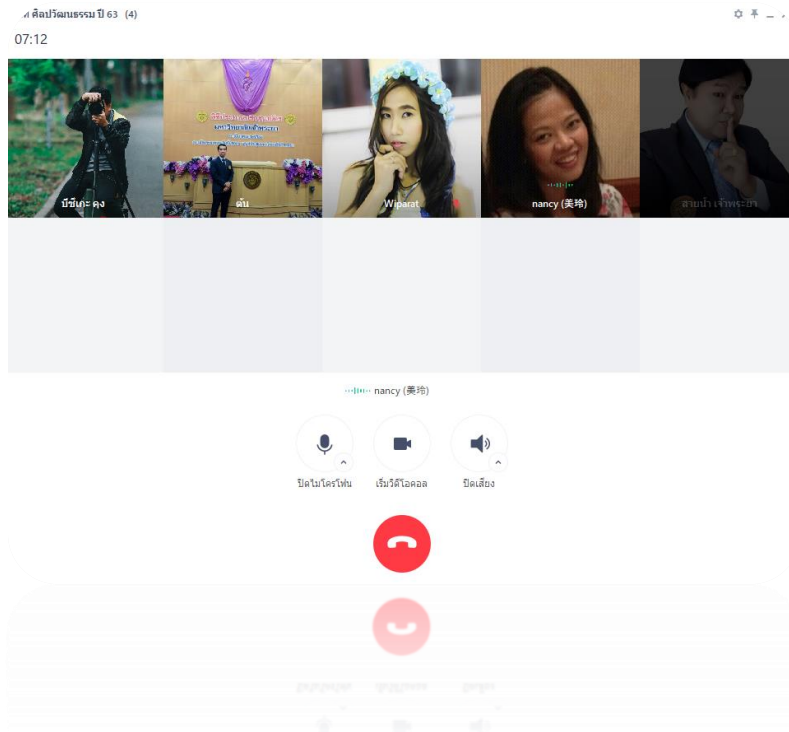 ศิลปวัฒนธรรม ปี 63 (4)
07:12
บีซีเกะ คุง
ต้น
Wiparat
nancy (美玲)
สายน้ำ เจ้าพระยา
nancy (美玲)
ปิดไมโครโฟน
เริ่มวิดีโอคอล
ปิดเสียง